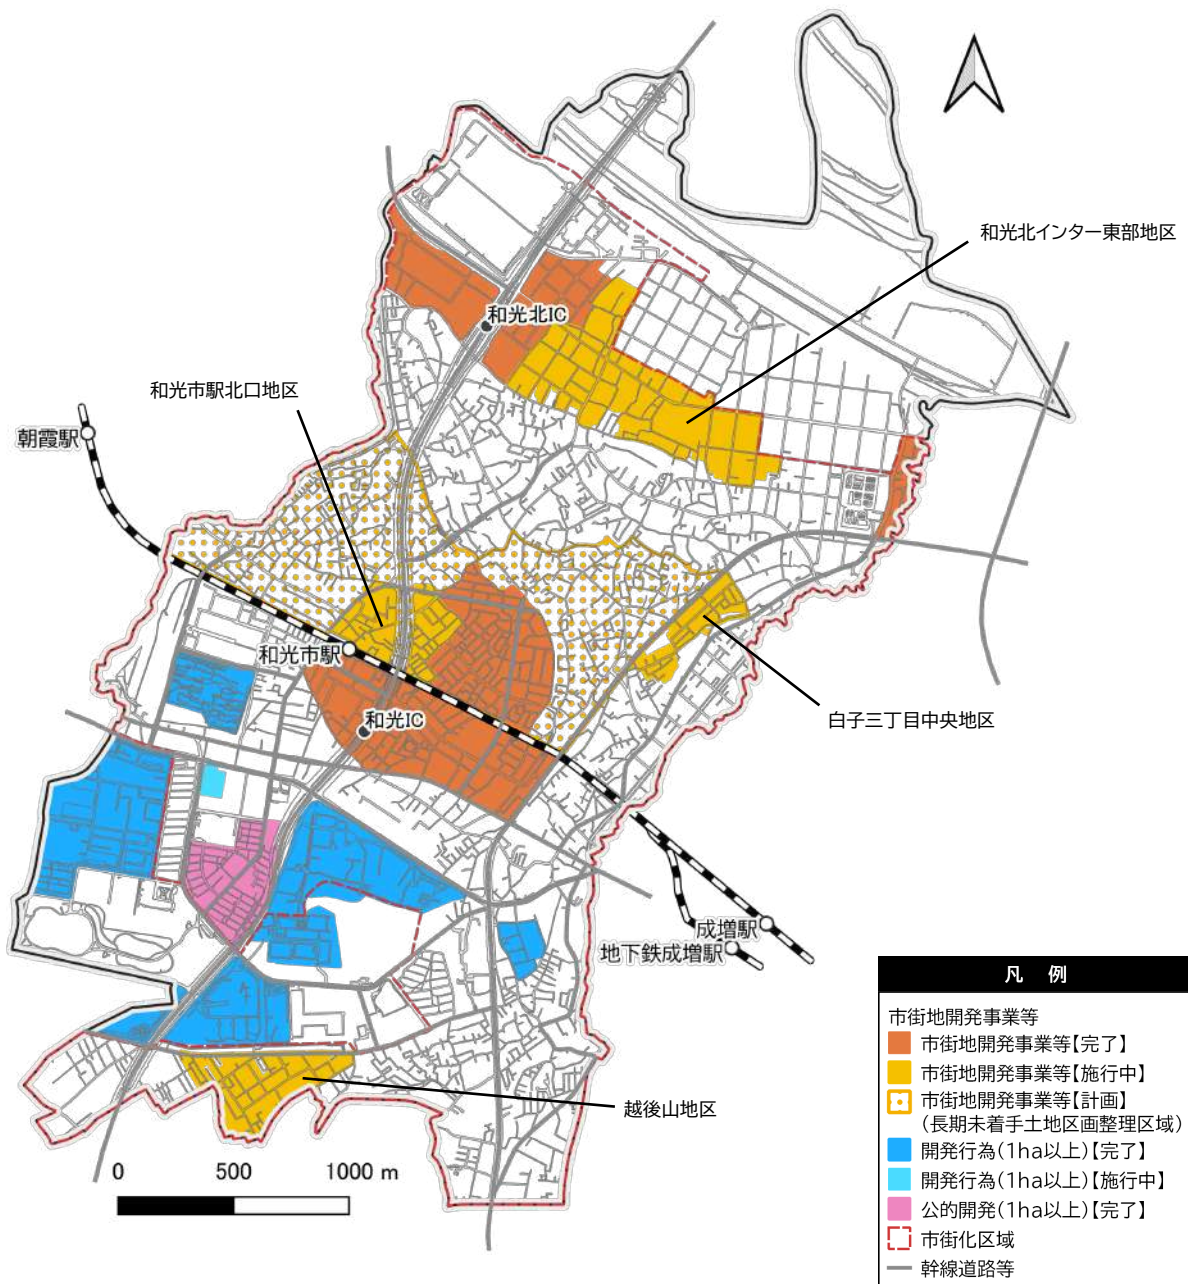 和光北インター東部地区
和光北IC
和光市駅北口地区
朝霞駅
和光市駅
和光IC
白子三丁目中央地区
成増駅
地下鉄成増駅
越後山地区
0 500 1000 m
凡 例
市街地開発事業等
市街地開発事業等【完了】
市街地開発事業等【施行中】
市街地開発事業等【計画】
（長期未着手土地区画整理区域）
開発行為（1ha以上）【完了】
開発行為（1ha以上）【施行中】
公的開発（1ha以上）【完了】
市街化区域
幹線道路等